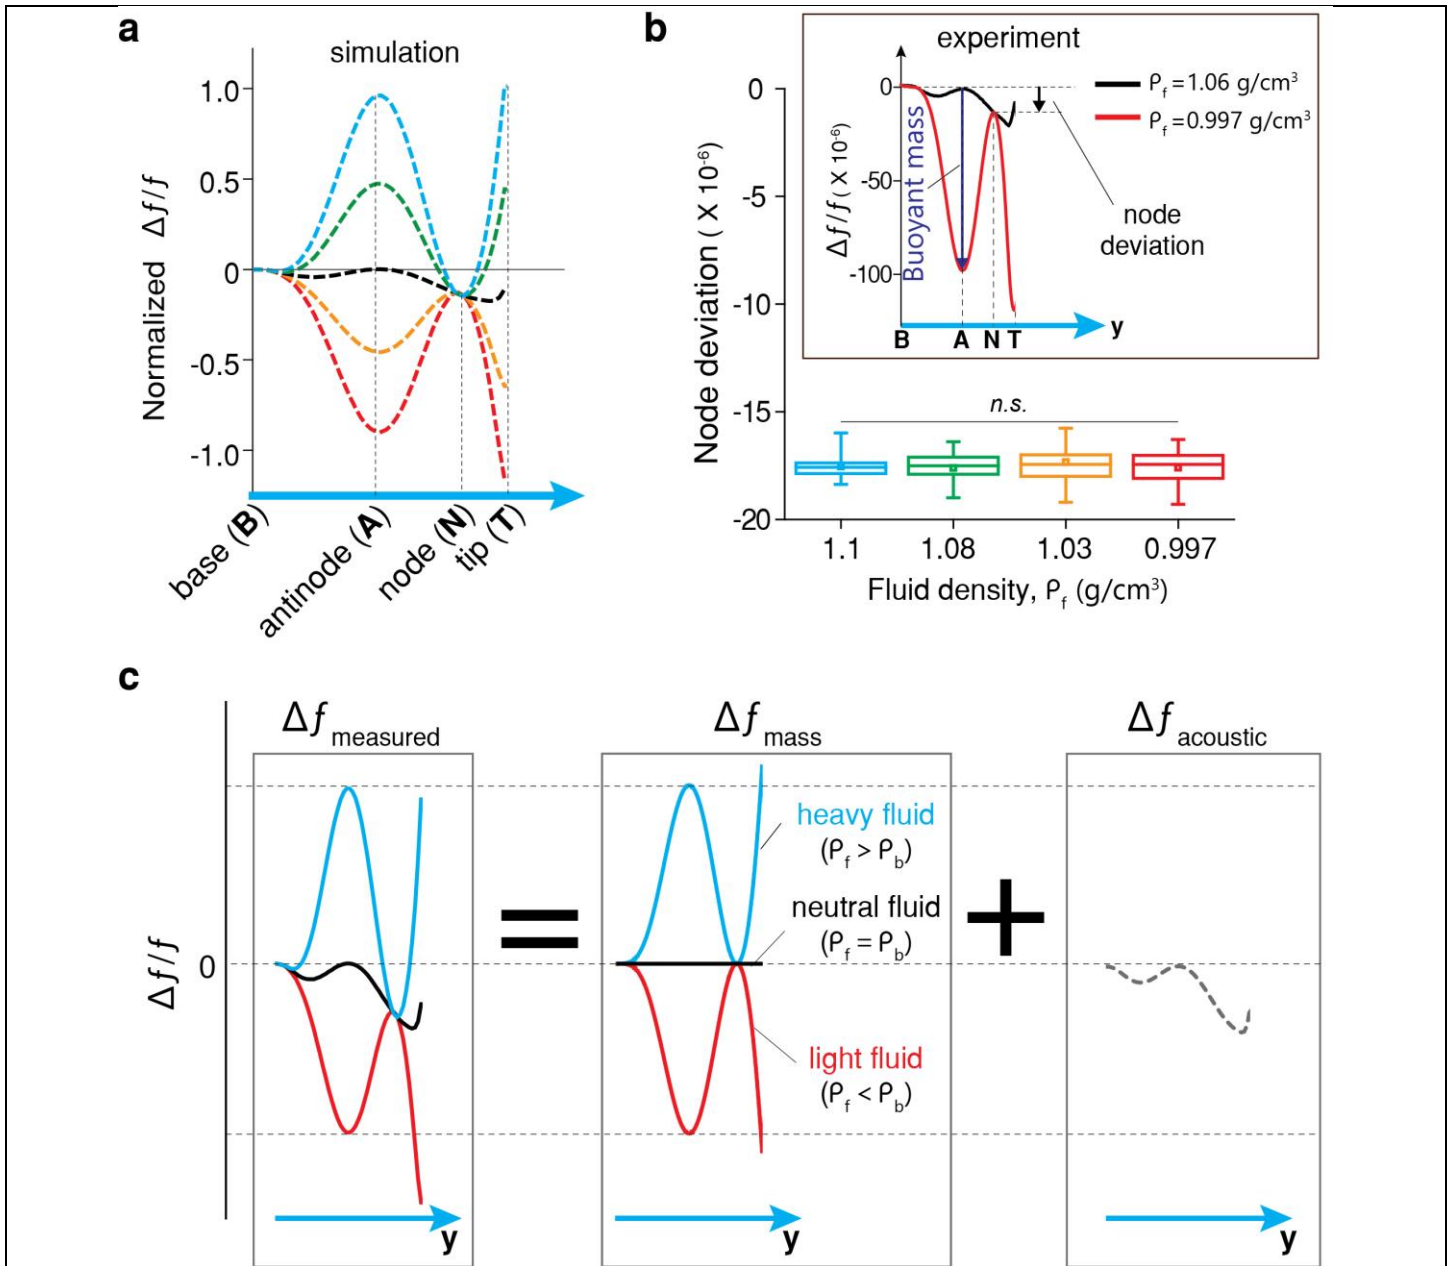 a
simulation
Normalized Δf/f
1.0
0.5
0
-0.5
-1.0
base (B)
antinode (A)
node (N)
tip (T)
b
Node deviation ( X 10-6)
0
-5
-10
-15
-20
experiment
Δf/f ( X 10-6)
0
-50
-100
Buoyant mass
ρf =1.06 g/cm3
ρf =0.997 g/cm3
node
deviation
B A N T
y
n.s.
1.1 1.08 1.03 0.997
Fluid density, ρf (g/cm3)
c
Δf measured
Δf mass
Δf acoustic
Δf/f
0
=
+
heavy fluid
(ρf > ρb)
neutral fluid
(ρf = ρb)
light fluid
(ρf < ρb)
y
y
y